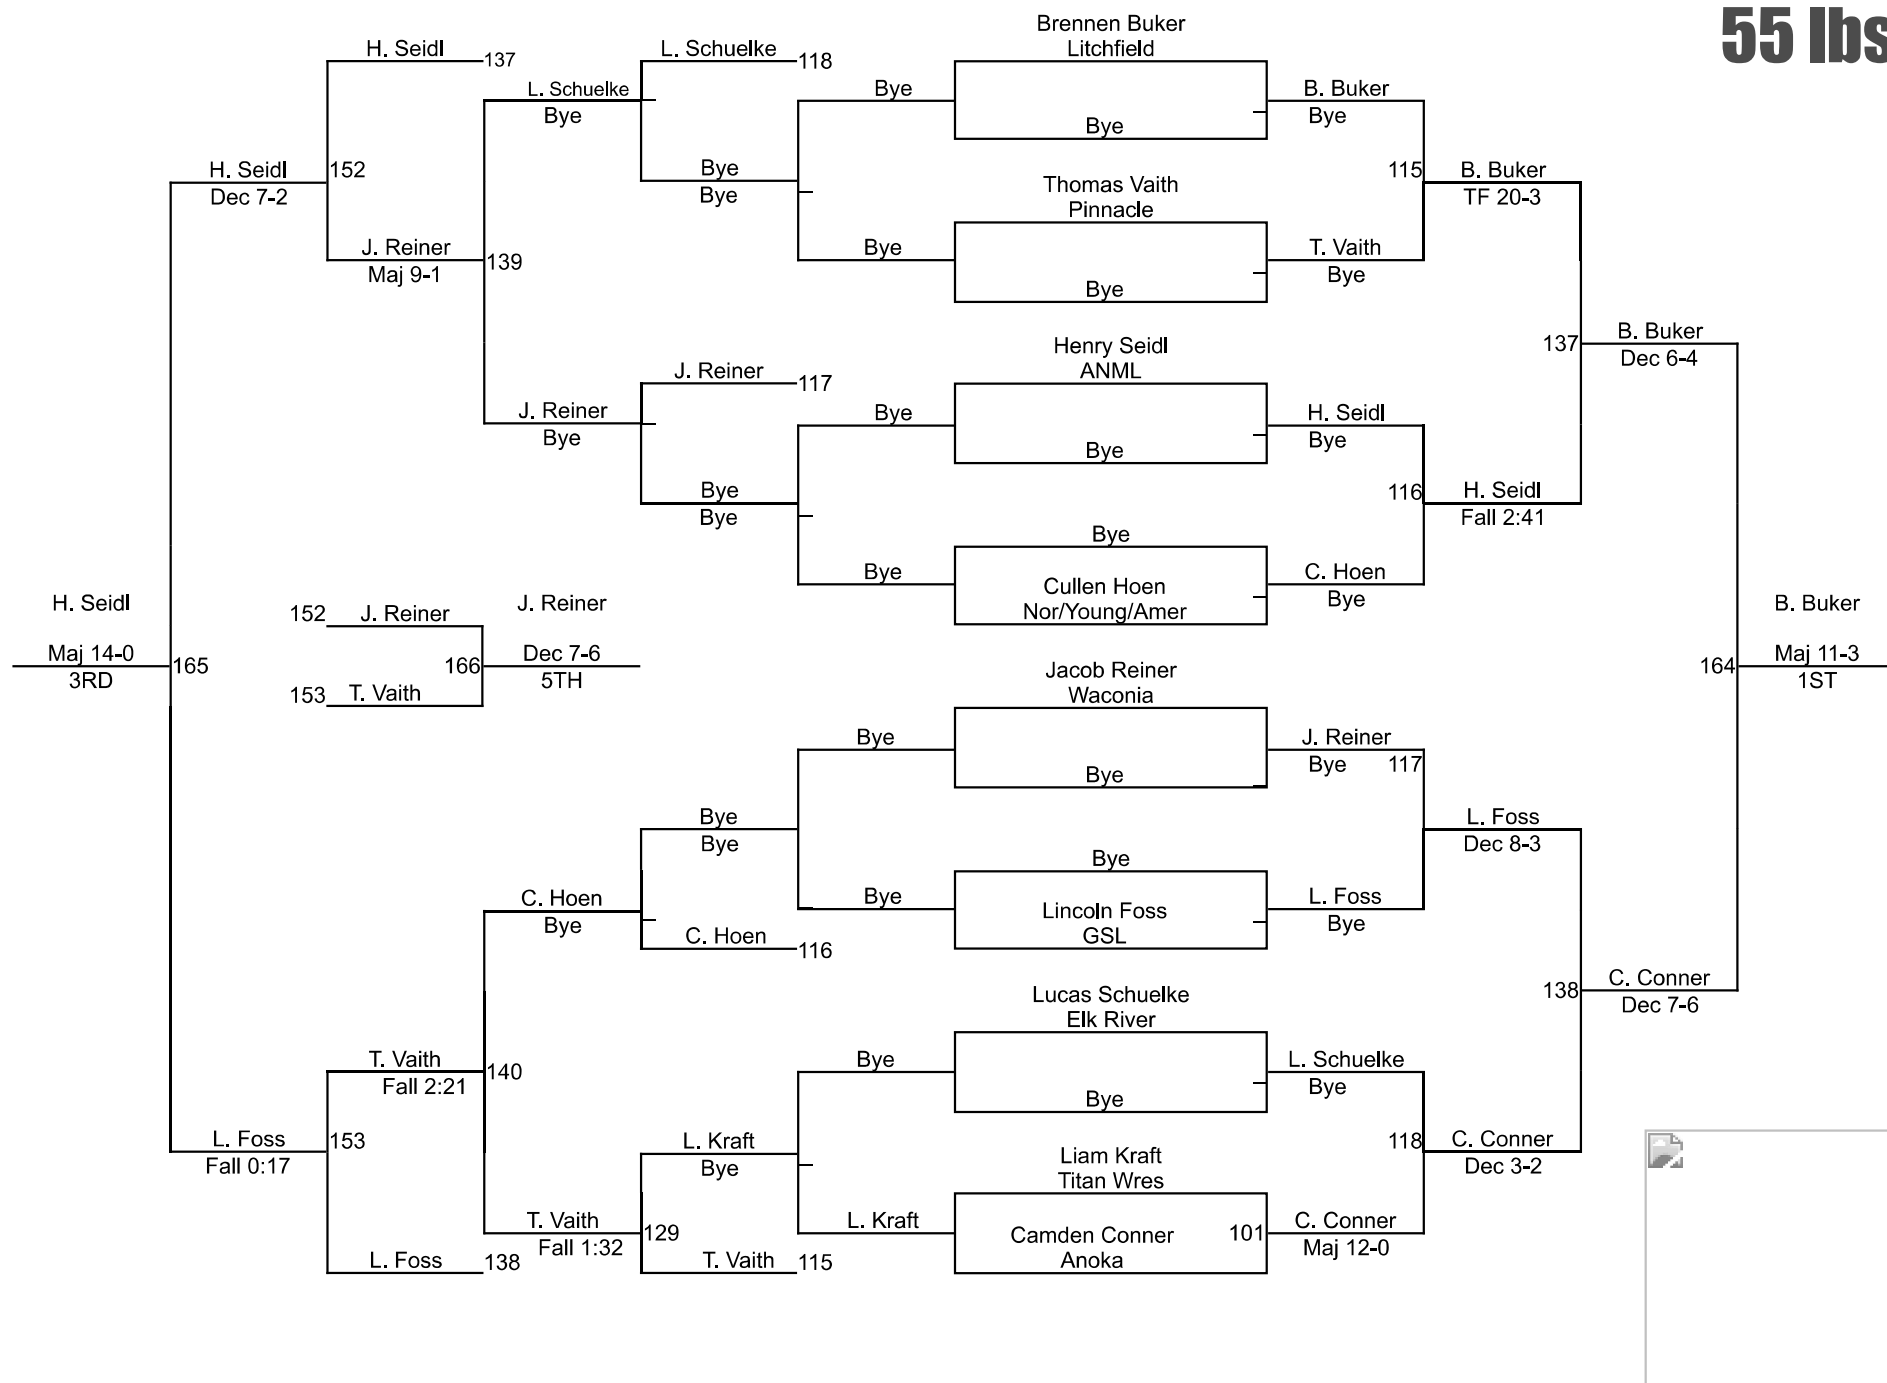 55 lbs
Brennen Buker
Litchfield
H. Seidl
137
L. Schuelke
118
L. Schuelke
Bye
Bye
Bye
B. Buker
Bye
H. Seidl
Dec 7-2
152
Bye
Bye
Thomas Vaith
Pinnacle
115
B. Buker
TF 20-3
J. Reiner
Maj 9-1
139
Bye
Bye
T. Vaith
Bye
Henry Seidl
ANML
137
B. Buker
Dec 6-4
J. Reiner
117
J. Reiner
Bye
Bye
Bye
H. Seidl
Bye
Bye
Bye
116
H. Seidl
Fall 2:41
Bye
Bye
Cullen Hoen
Nor/Young/Amer
C. Hoen
Bye
H. Seidl
Maj 14-0
3RD
165
152
J. Reiner
153
T. Vaith
166
J. Reiner
Dec 7-6
5TH
B. Buker
164
Maj 11-3
1ST
Jacob Reiner
Waconia
Bye
Bye
J. Reiner
Bye
117
Bye
Bye
Bye
L. Foss
Dec 8-3
C. Hoen
Bye
Bye
Lincoln Foss
GSL
L. Foss
Bye
C. Hoen
116
Lucas Schuelke
Elk River
138
C. Conner
Dec 7-6
T. Vaith
Fall 2:21
140
Bye
Bye
L. Schuelke
Bye
L. Foss
Fall 0:17
153
L. Kraft
Bye
Liam Kraft
Titan Wres
118
C. Conner
Dec 3-2
T. Vaith
Fall 1:32
129
L. Kraft
Camden Conner
Anoka
101
C. Conner
Maj 12-0
L. Foss
138
T. Vaith
115